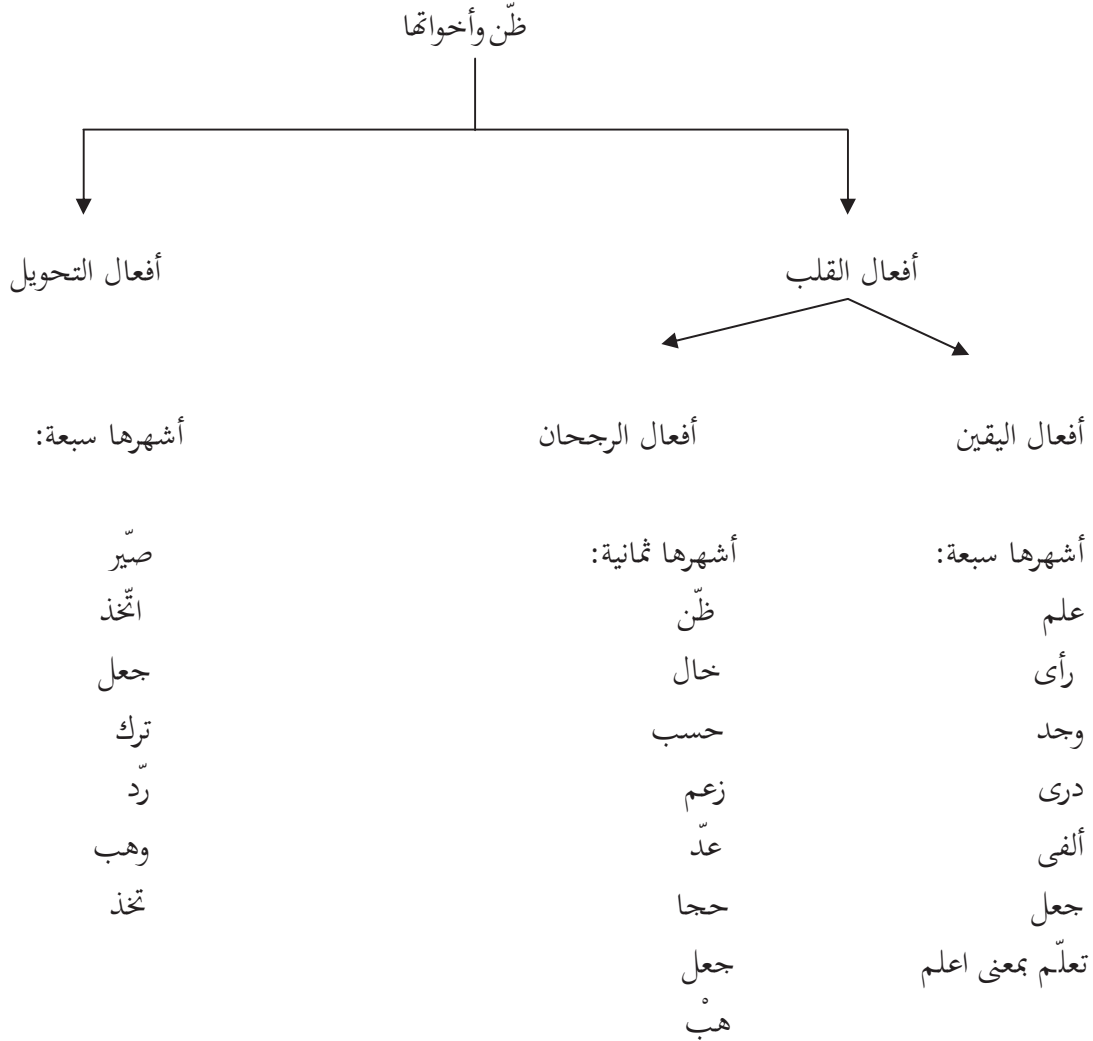 ظّن وأخواتها
أفعال القلب
أفعال التحويل
أفعال اليقين
أفعال الرجحان
أشهرها سبعة:
أشهرها سبعة:
علم
رأى
وجد
درى
ألفى
جعل
تعلّم بمعنى اعلم
أشهرها ثمانية:
ظّن
خال
حسب
زعم
عدّ
حجا
جعل
هبْ
صيّر
اتّخذ
جعل
ترك
ردّ
وهب
تخذ